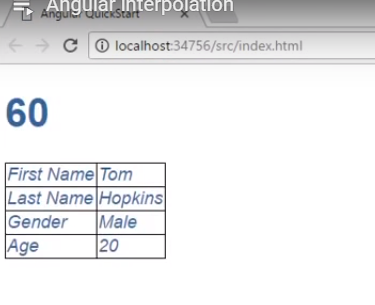 Angular Interpolation
Angular QuickStart
localhost:34756/src/index.html
60
First Name Tom
Last Name Hopkins
Gender Male
Age 20